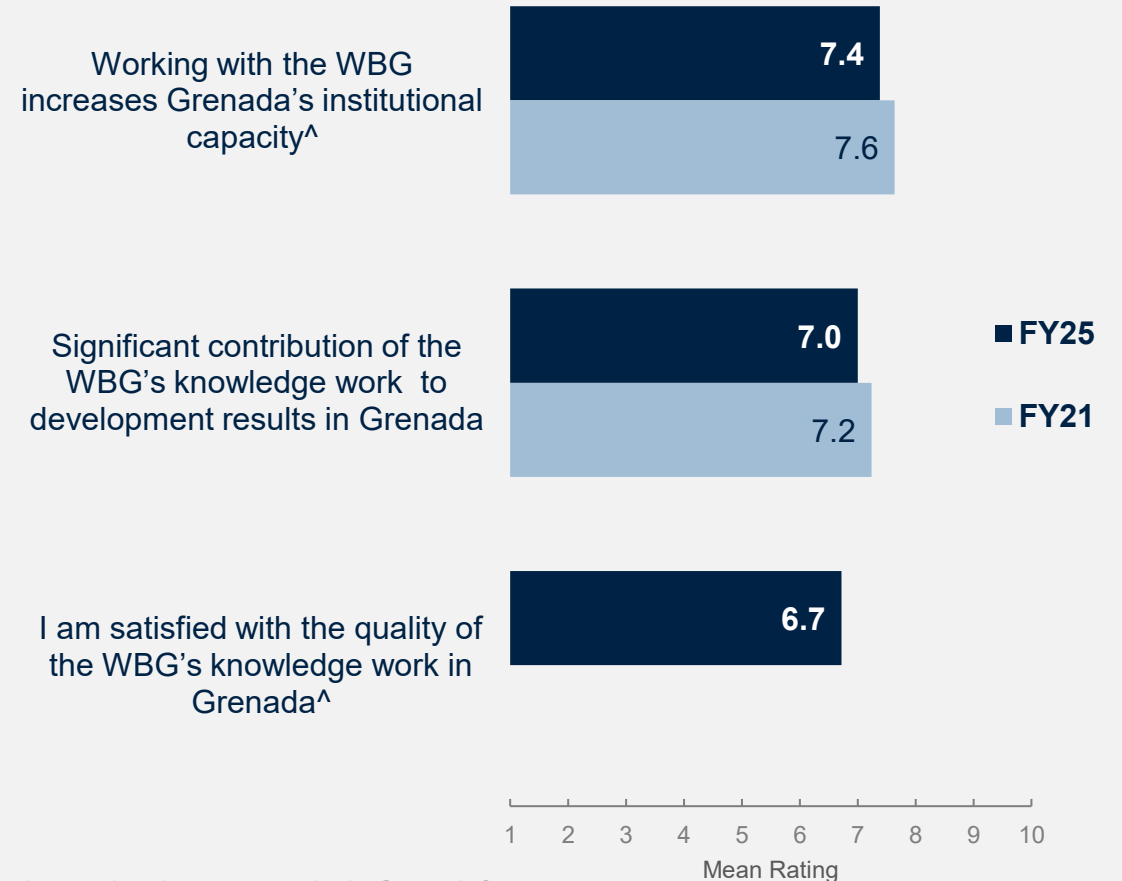 Working with the WBG
increases Grenada’s institutional
capacity^
7.4
7.6
Significant contribution of the
WBG’s knowledge work  to
development results in Grenada
7.0
7.2
FY25
FY21
I am satisfied with the quality of
the WBG’s knowledge work in
Grenada^
6.7
1 2 3 4 5 6 7 8 9 10
Mean Rating